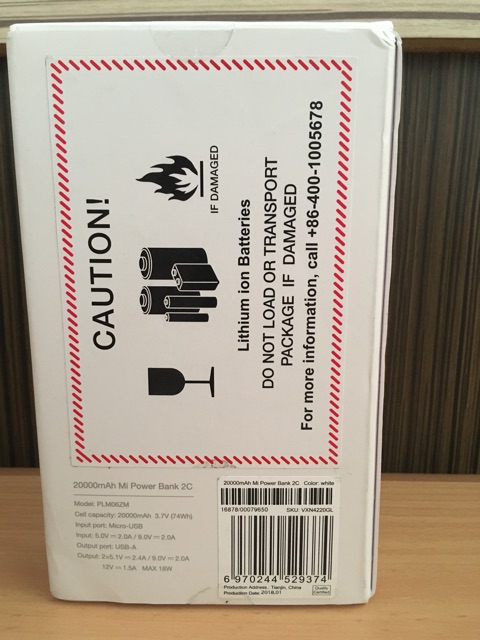 CAUTION!
IF DAMAGED
Lithium ion Batteries
DO NOT LOAD OR TRANSPORT
PACKAGE IF DAMAGED
For more information, call +86-400-1005678
20000mAh Mi Power Bank 2C
Model: PLM06ZM
Cell capacity: 20000mAh 3.7V (74Wh)
Input port: Micro-USB
Input: 5.0V⎓2.0A / 9.0V⎓2.0A
Output port: USB-A
Output: 2×5.1V⎓2.4A / 9.0V⎓2.0A
12V⎓1.5A MAX 18W
20000mAh Mi Power Bank 2C Color: white
16878/00079650 SKU: VXN4220GL
6 970244 529374
Production Address: Tianjin, China
Production Date: 2018.01
Quality
Certified